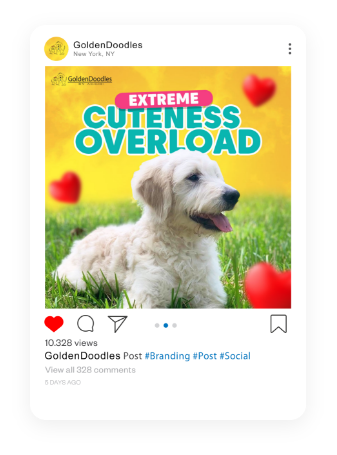 GoldenDoodles
New York, NY
GoldenDoodles
EXTREME
CUTENESS
OVERLOAD
10.328 views
GoldenDoodles Post #Branding #Post #Social
View all 328 comments
5 DAYS AGO